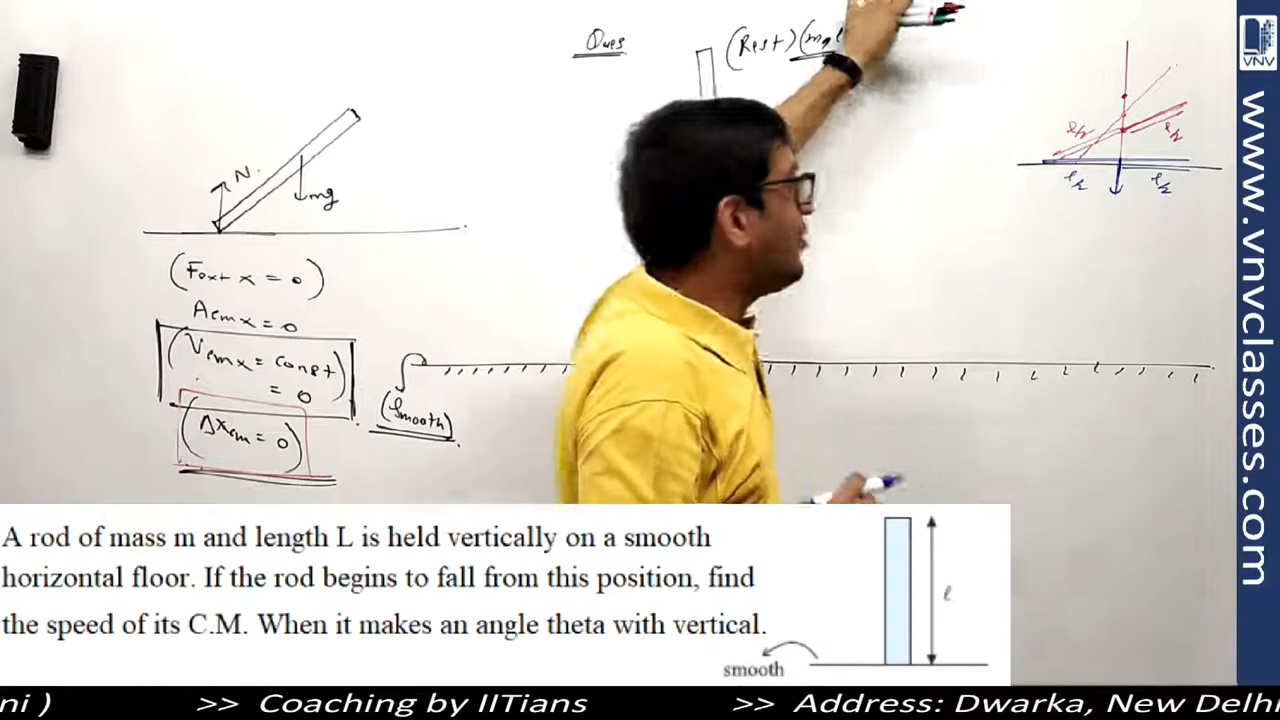 Ques
(Rest)
N.
mg
(Fext x = 0)
Acm x = 0
(Vcm x = const
= 0)
(Δxcm = 0)
(Smooth)
VNV
www.vnvclasses.com
A rod of mass m and length L is held vertically on a smooth
horizontal floor. If the rod begins to fall from this position, find
the speed of its C.M. When it makes an angle theta with vertical.
ℓ
smooth
ni ) >> Coaching by IITians >> Address: Dwarka, New Delhi